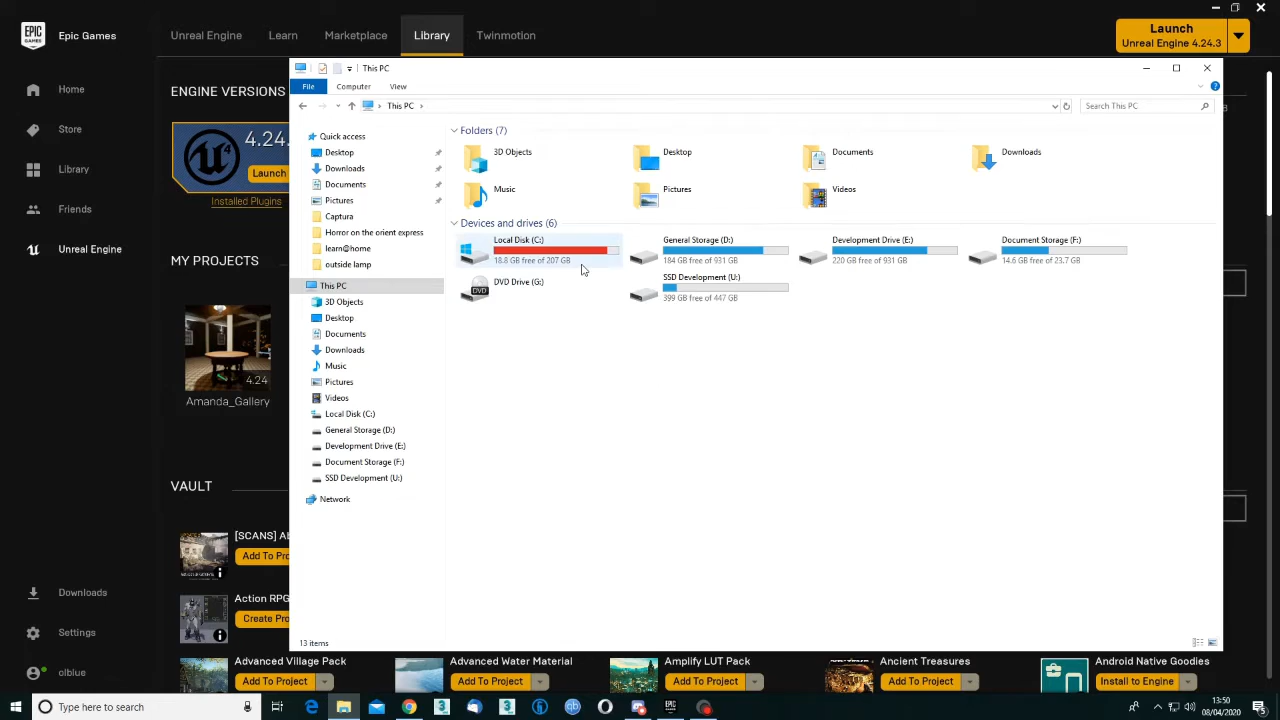 EPIC
GAMES
Epic Games
Unreal Engine
Learn
Marketplace
Library
Twinmotion
Launch
Unreal Engine 4.24.3
Home
Store
Library
Friends
Unreal Engine
Downloads
Settings
olblue
ENGINE VERSIONS
4.24.
Launch
Installed Plugins
MY PROJECTS
4.24
Amanda_Gallery
VAULT
This PC
File
Computer
View
This PC
Search This PC
Quick access
Desktop
Downloads
Documents
Pictures
Captura
Horror on the orient express
learn@home
outside lamp
This PC
3D Objects
Desktop
Documents
Downloads
Music
Pictures
Videos
Local Disk (C:)
General Storage (D:)
Development Drive (E:)
Document Storage (F:)
SSD Development (U:)
Network
Folders (7)
3D Objects
Desktop
Documents
Downloads
Music
Pictures
Videos
Devices and drives (6)
Local Disk (C:)
18.8 GB free of 207 GB
General Storage (D:)
184 GB free of 931 GB
Development Drive (E:)
220 GB free of 931 GB
Document Storage (F:)
14.6 GB free of 23.7 GB
DVD
DVD Drive (G:)
SSD Development (U:)
399 GB free of 447 GB
13 items
[SCANS] Ab
Add To Pro
Action RPG
Create Pro
Advanced Village Pack
Add To Project
Advanced Water Material
Add To Project
Amplify LUT Pack
Add To Project
Ancient Treasures
Add To Project
Android Native Goodies
Install to Engine
Type here to search
13:50
08/04/2020